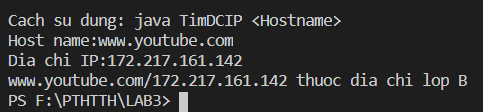 Cach su dung: java TimDCIP <Hostname>
Host name:www.youtube.com
Dia chi IP:172.217.161.142
www.youtube.com/172.217.161.142 thuoc dia chi lop B
PS F:\PTHTTH\LAB3>